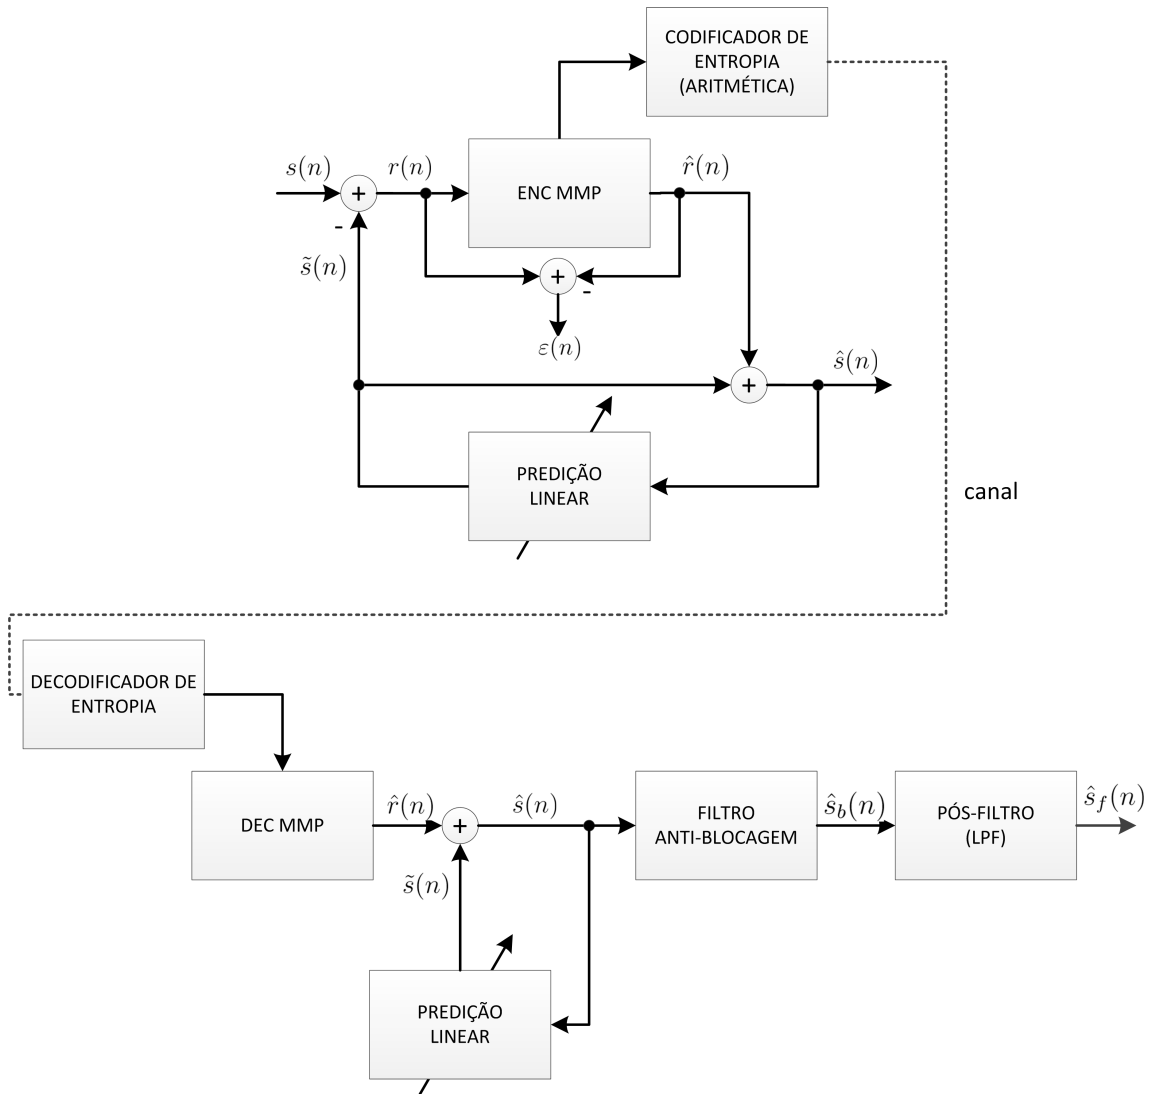 CODIFICADOR DE
ENTROPIA
(ARITMÉTICA)
s(n)
+
-
r(n)
ENC MMP
r̂(n)
s̃(n)
+
-
ε(n)
+
ŝ(n)
PREDIÇÃO
LINEAR
canal
DECODIFICADOR DE
ENTROPIA
DEC MMP
r̂(n)
+
ŝ(n)
FILTRO
ANTI-BLOCAGEM
ŝ_b(n)
PÓS-FILTRO
(LPF)
ŝ_f(n)
s̃(n)
PREDIÇÃO
LINEAR